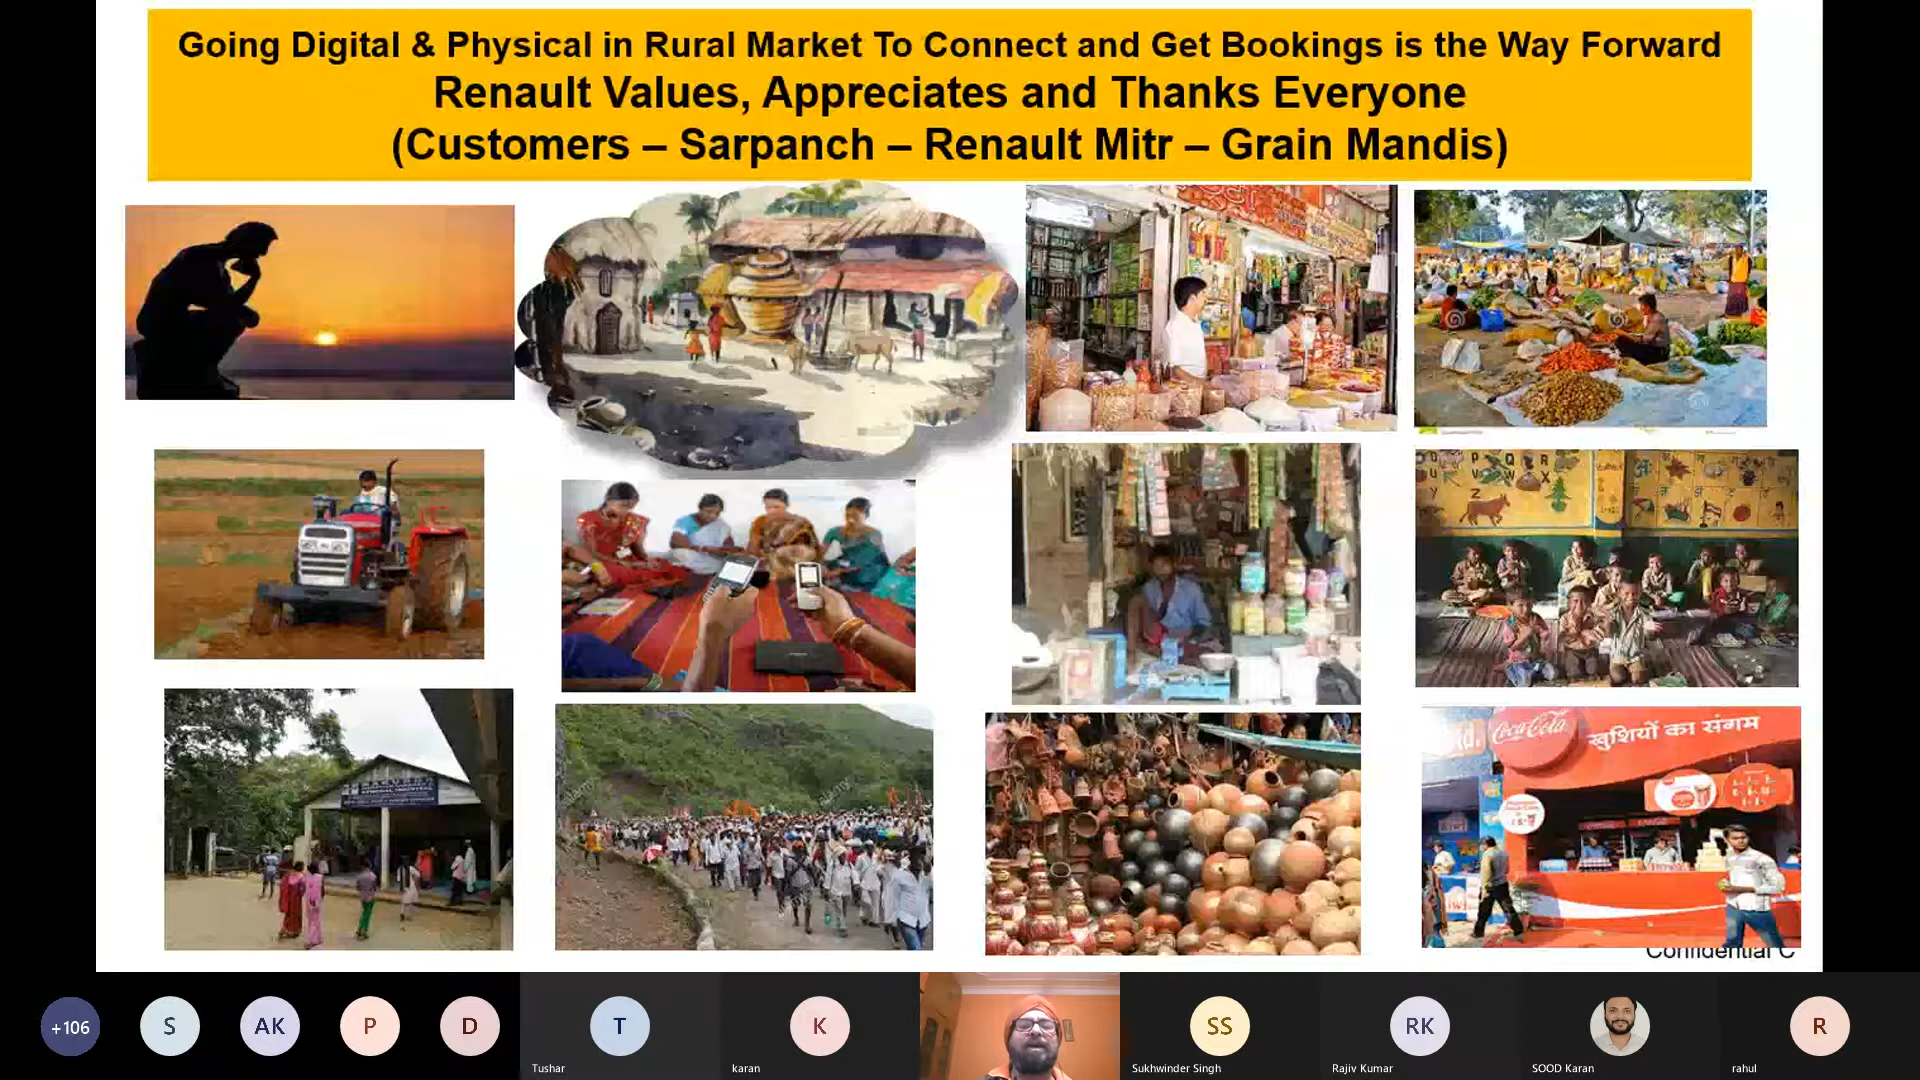 Going Digital & Physical in Rural Market To Connect and Get Bookings is the Way Forward
Renault Values, Appreciates and Thanks Everyone
(Customers – Sarpanch – Renault Mitr – Grain Mandis)
Coca-Cola
खुशियों का संगम
Confidential C
+106
S
AK
P
D
T
K
SS
RK
R
Tushar
karan
Sukhwinder Singh
Rajiv Kumar
SOOD Karan
rahul